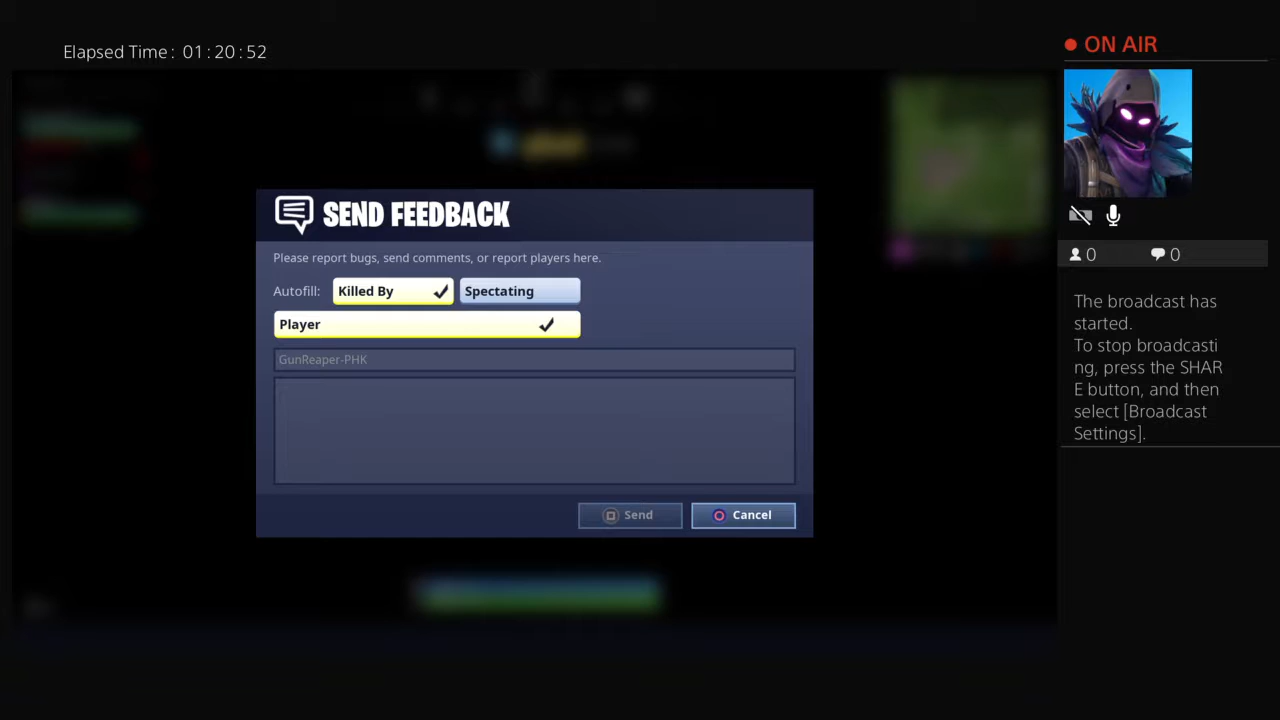 Elapsed Time: 01:20:52
ON AIR
SEND FEEDBACK
Please report bugs, send comments, or report players here.
Autofill: Killed By Spectating
Player
GunReaper-PHK
Send Cancel
0 0
The broadcast has
started.
To stop broadcasti
ng, press the SHAR
E button, and then
select [Broadcast
Settings].